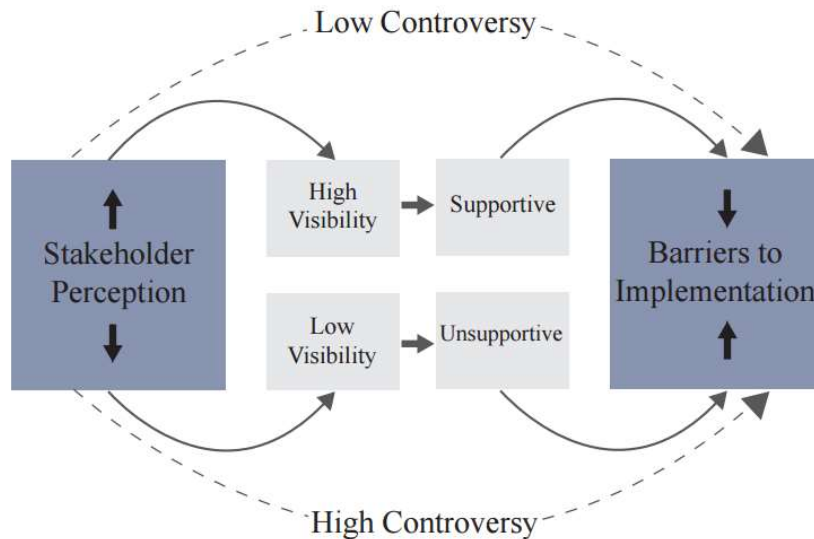 Low Controversy
Stakeholder
Perception
High
Visibility
Supportive
Low
Visibility
Unsupportive
Barriers to
Implementation
High Controversy